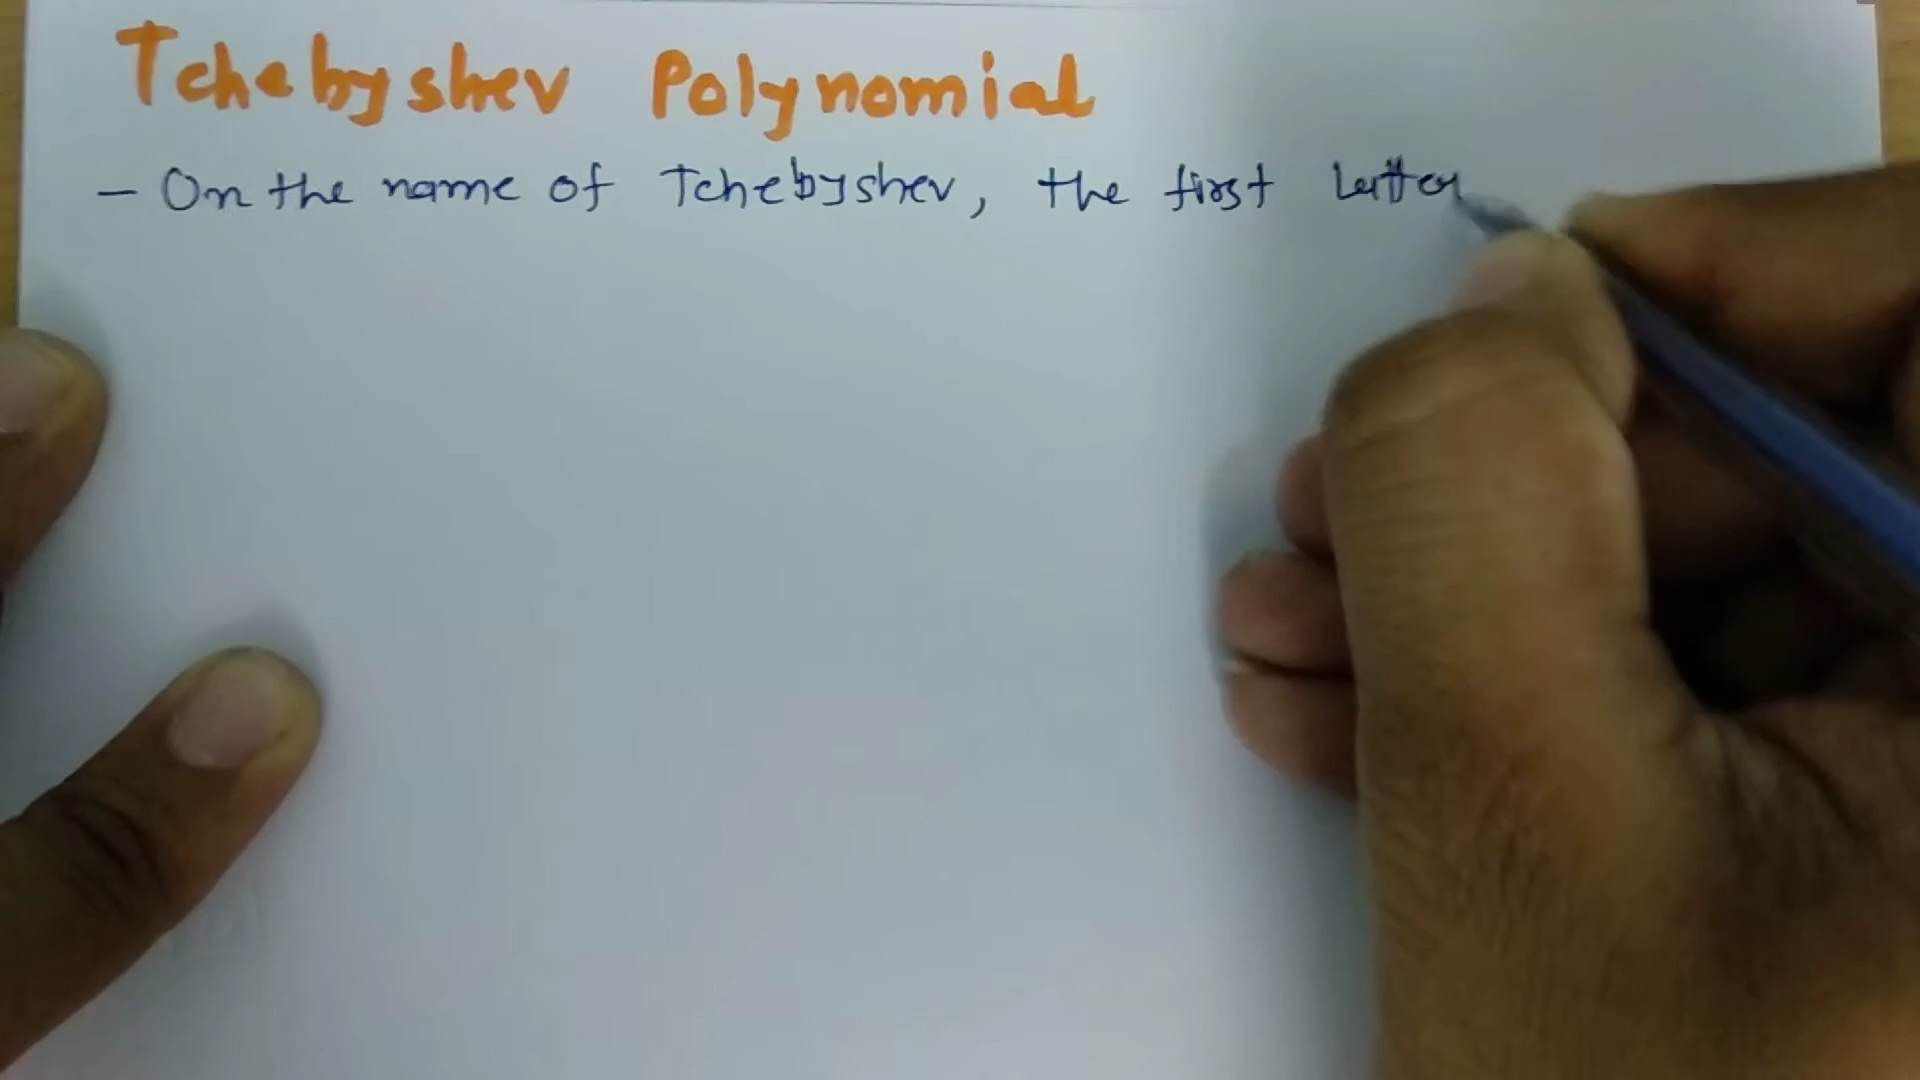 Tchebyshev Polynomial
- On the name of Tchebyshev, the first Letter